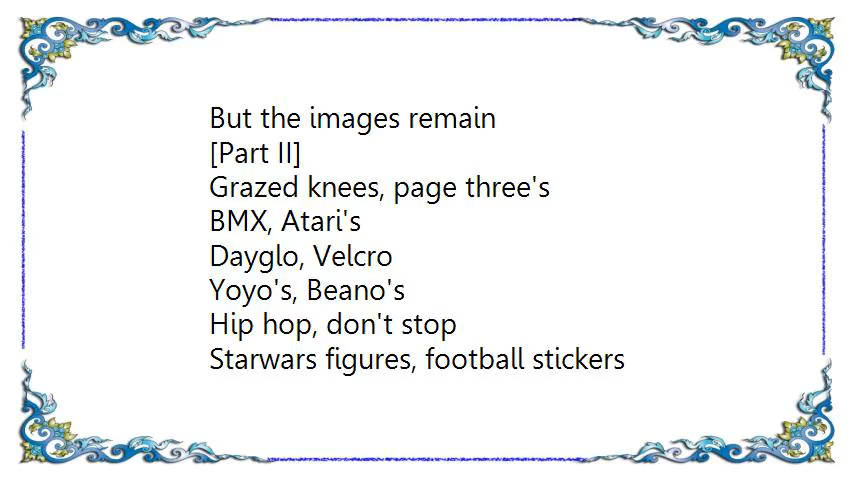 But the images remain
[Part II]
Grazed knees, page three's
BMX, Atari's
Dayglo, Velcro
Yoyo's, Beano's
Hip hop, don't stop
Starwars figures, football stickers